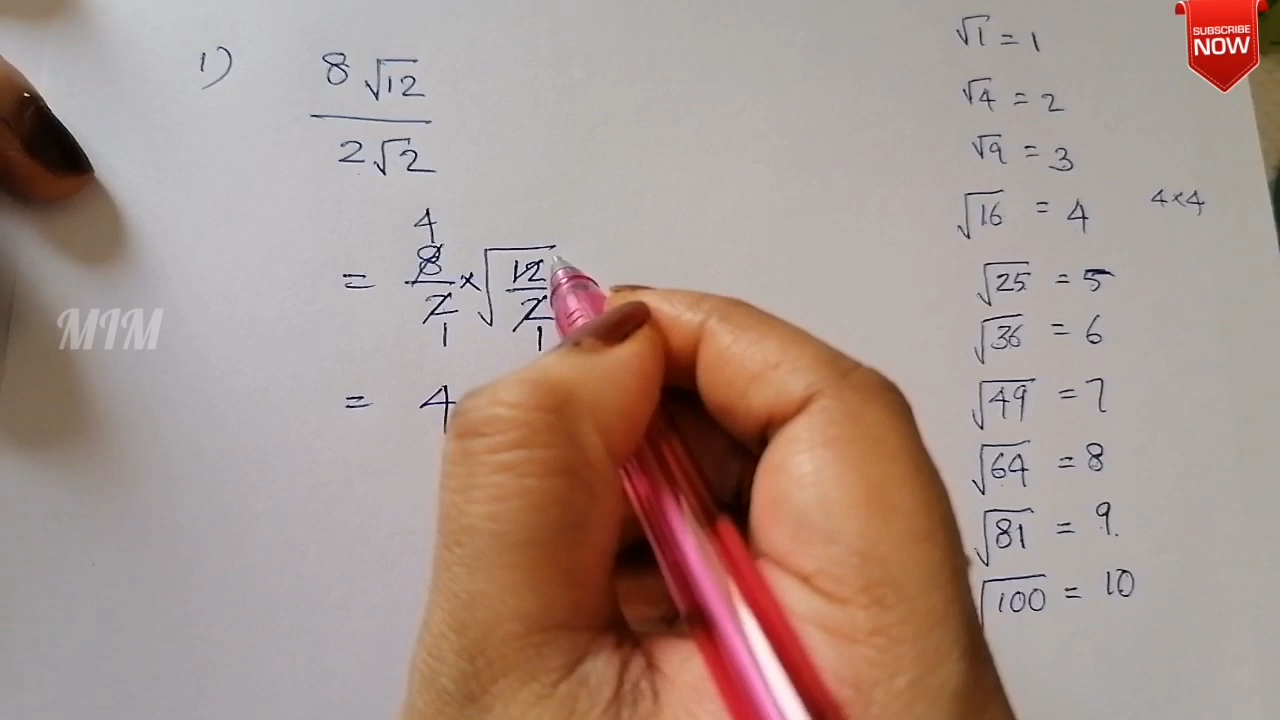 1) 8 √12
2 √2
4
= 8/2 × √12/2
1 1
= 4
√1 = 1
√4 = 2
√9 = 3
√16 = 4 4×4
√25 = 5
√36 = 6
√49 = 7
√64 = 8
√81 = 9.
√100 = 10
SUBSCRIBE
NOW
MIM